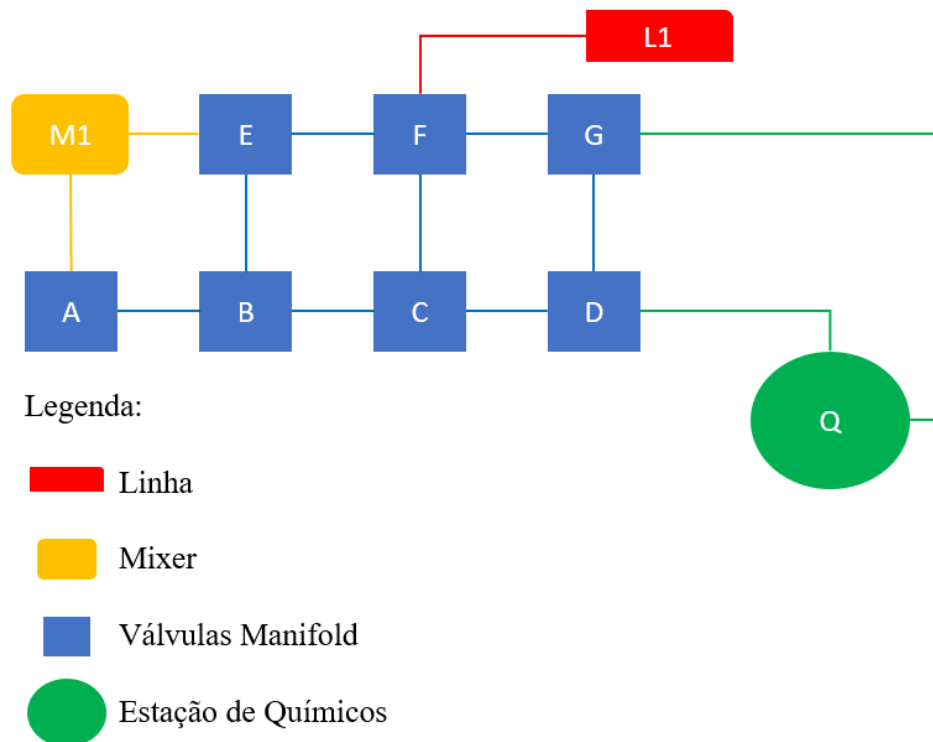 L1
M1
E
F
G
A
B
C
D
Q
Legenda:
Linha
Mixer
Válvulas Manifold
Estação de Químicos